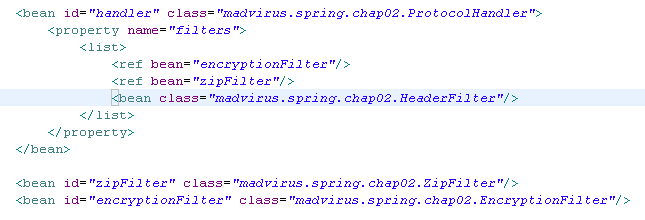 <bean id="handler" class="madvirus.spring.chap02.ProtocolHandler">
<property name="filters">
<list>
<ref bean="encryptionFilter"/>
<ref bean="zipFilter"/>
<bean class="madvirus.spring.chap02.HeaderFilter"/>
</list>
</property>
</bean>
<bean id="zipFilter" class="madvirus.spring.chap02.ZipFilter"/>
<bean id="encryptionFilter" class="madvirus.spring.chap02.EncryptionFilter"/>